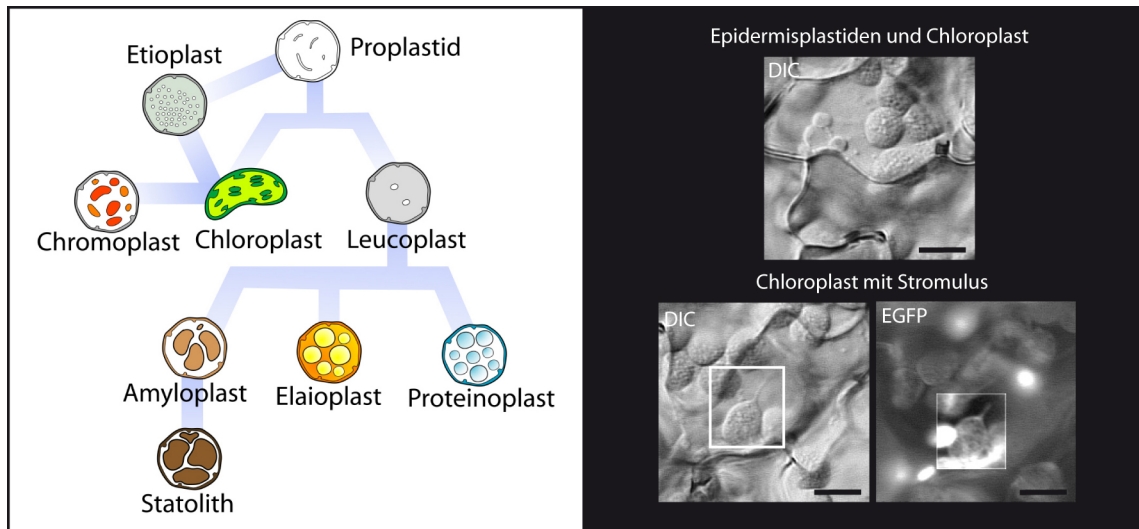 Proplastid
Etioplast
Chromoplast
Chloroplast
Leucoplast
Amyloplast
Elaioplast
Proteinoplast
Statolith
Epidermisplastiden und Chloroplast
DIC
Chloroplast mit Stromulus
DIC
EGFP